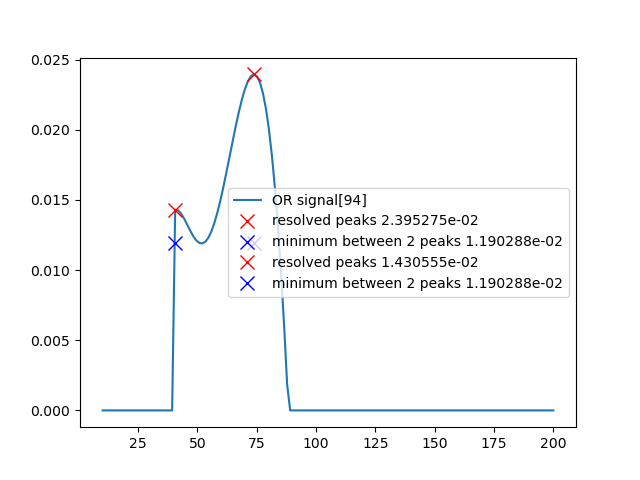 0.025
0.020
0.015
0.010
0.005
0.000
OR signal[94]
resolved peaks 2.395275e-02
minimum between 2 peaks 1.190288e-02
resolved peaks 1.430555e-02
minimum between 2 peaks 1.190288e-02
25 50 75 100 125 150 175 200